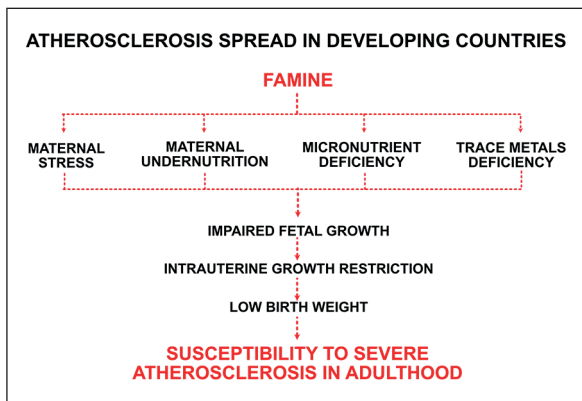 ATHEROSCLEROSIS SPREAD IN DEVELOPING COUNTRIES
FAMINE
MATERNAL
STRESS
MATERNAL
UNDERNUTRITION
MICRONUTRIENT
DEFICIENCY
TRACE METALS
DEFICIENCY
IMPAIRED FETAL GROWTH
INTRAUTERINE GROWTH RESTRICTION
LOW BIRTH WEIGHT
SUSCEPTIBILITY TO SEVERE
ATHEROSCLEROSIS IN ADULTHOOD